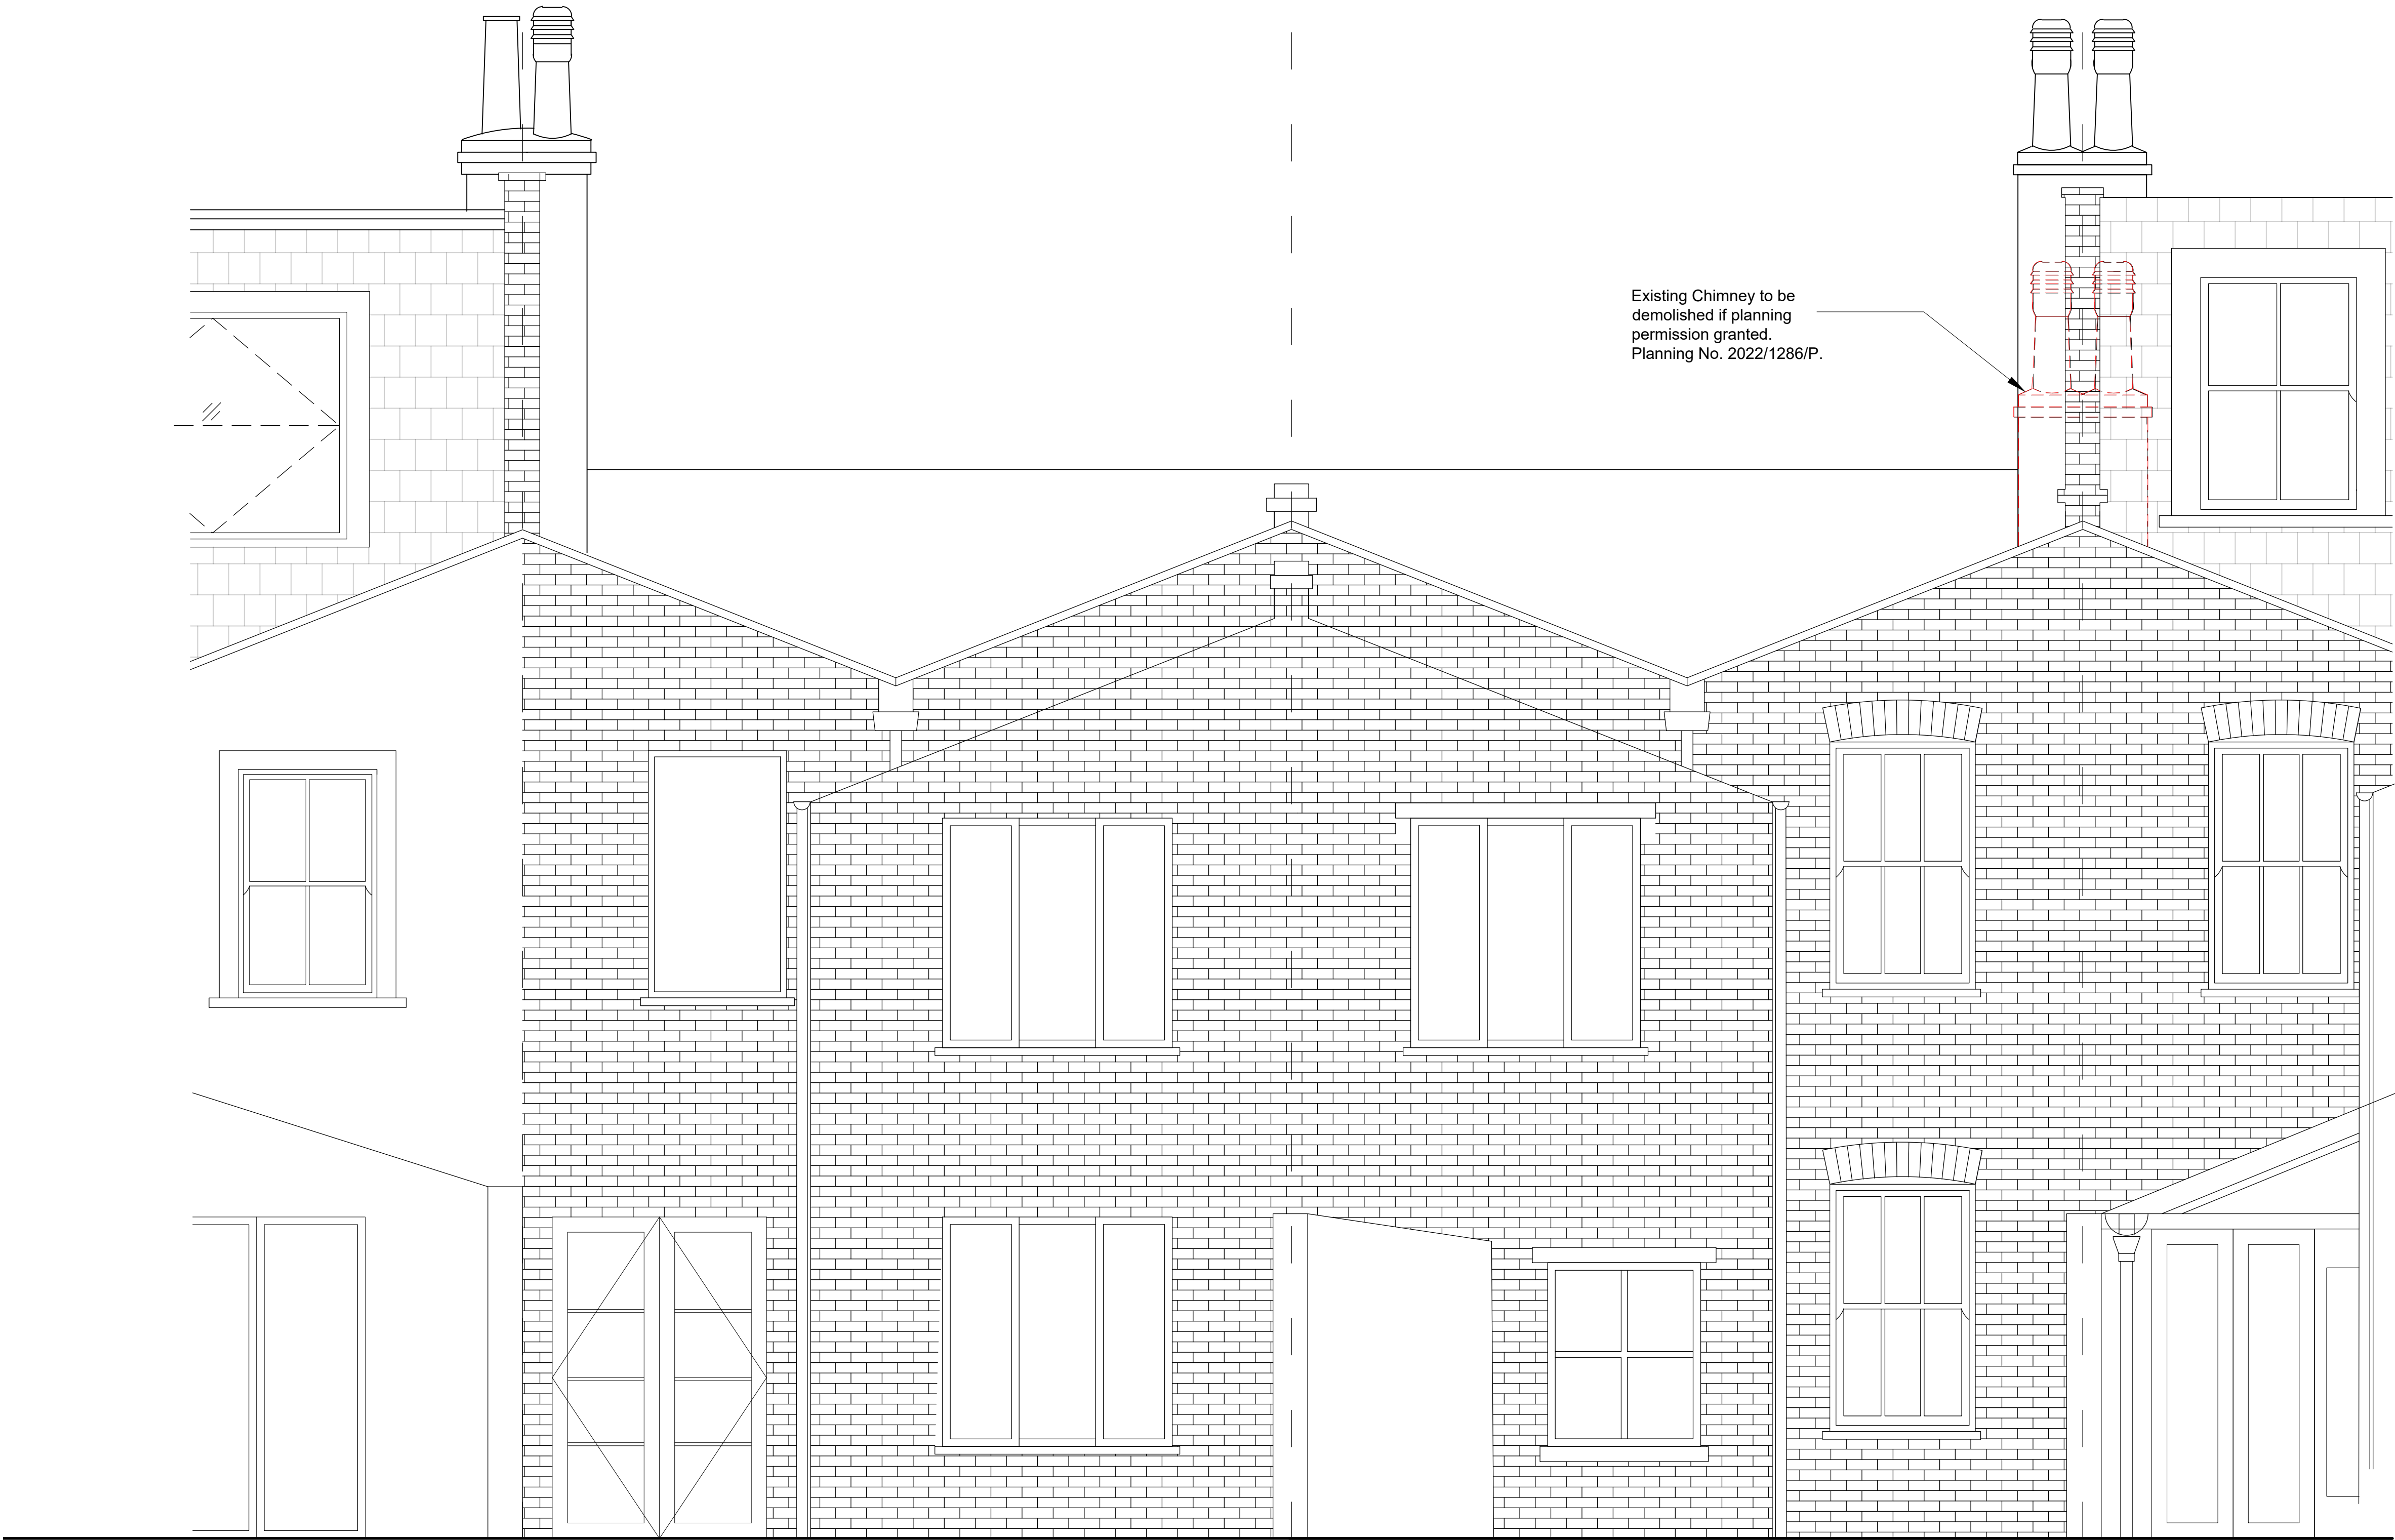 Existing Chimney to be
demolished if planning
permission granted.
Planning No. 2022/1286/P.